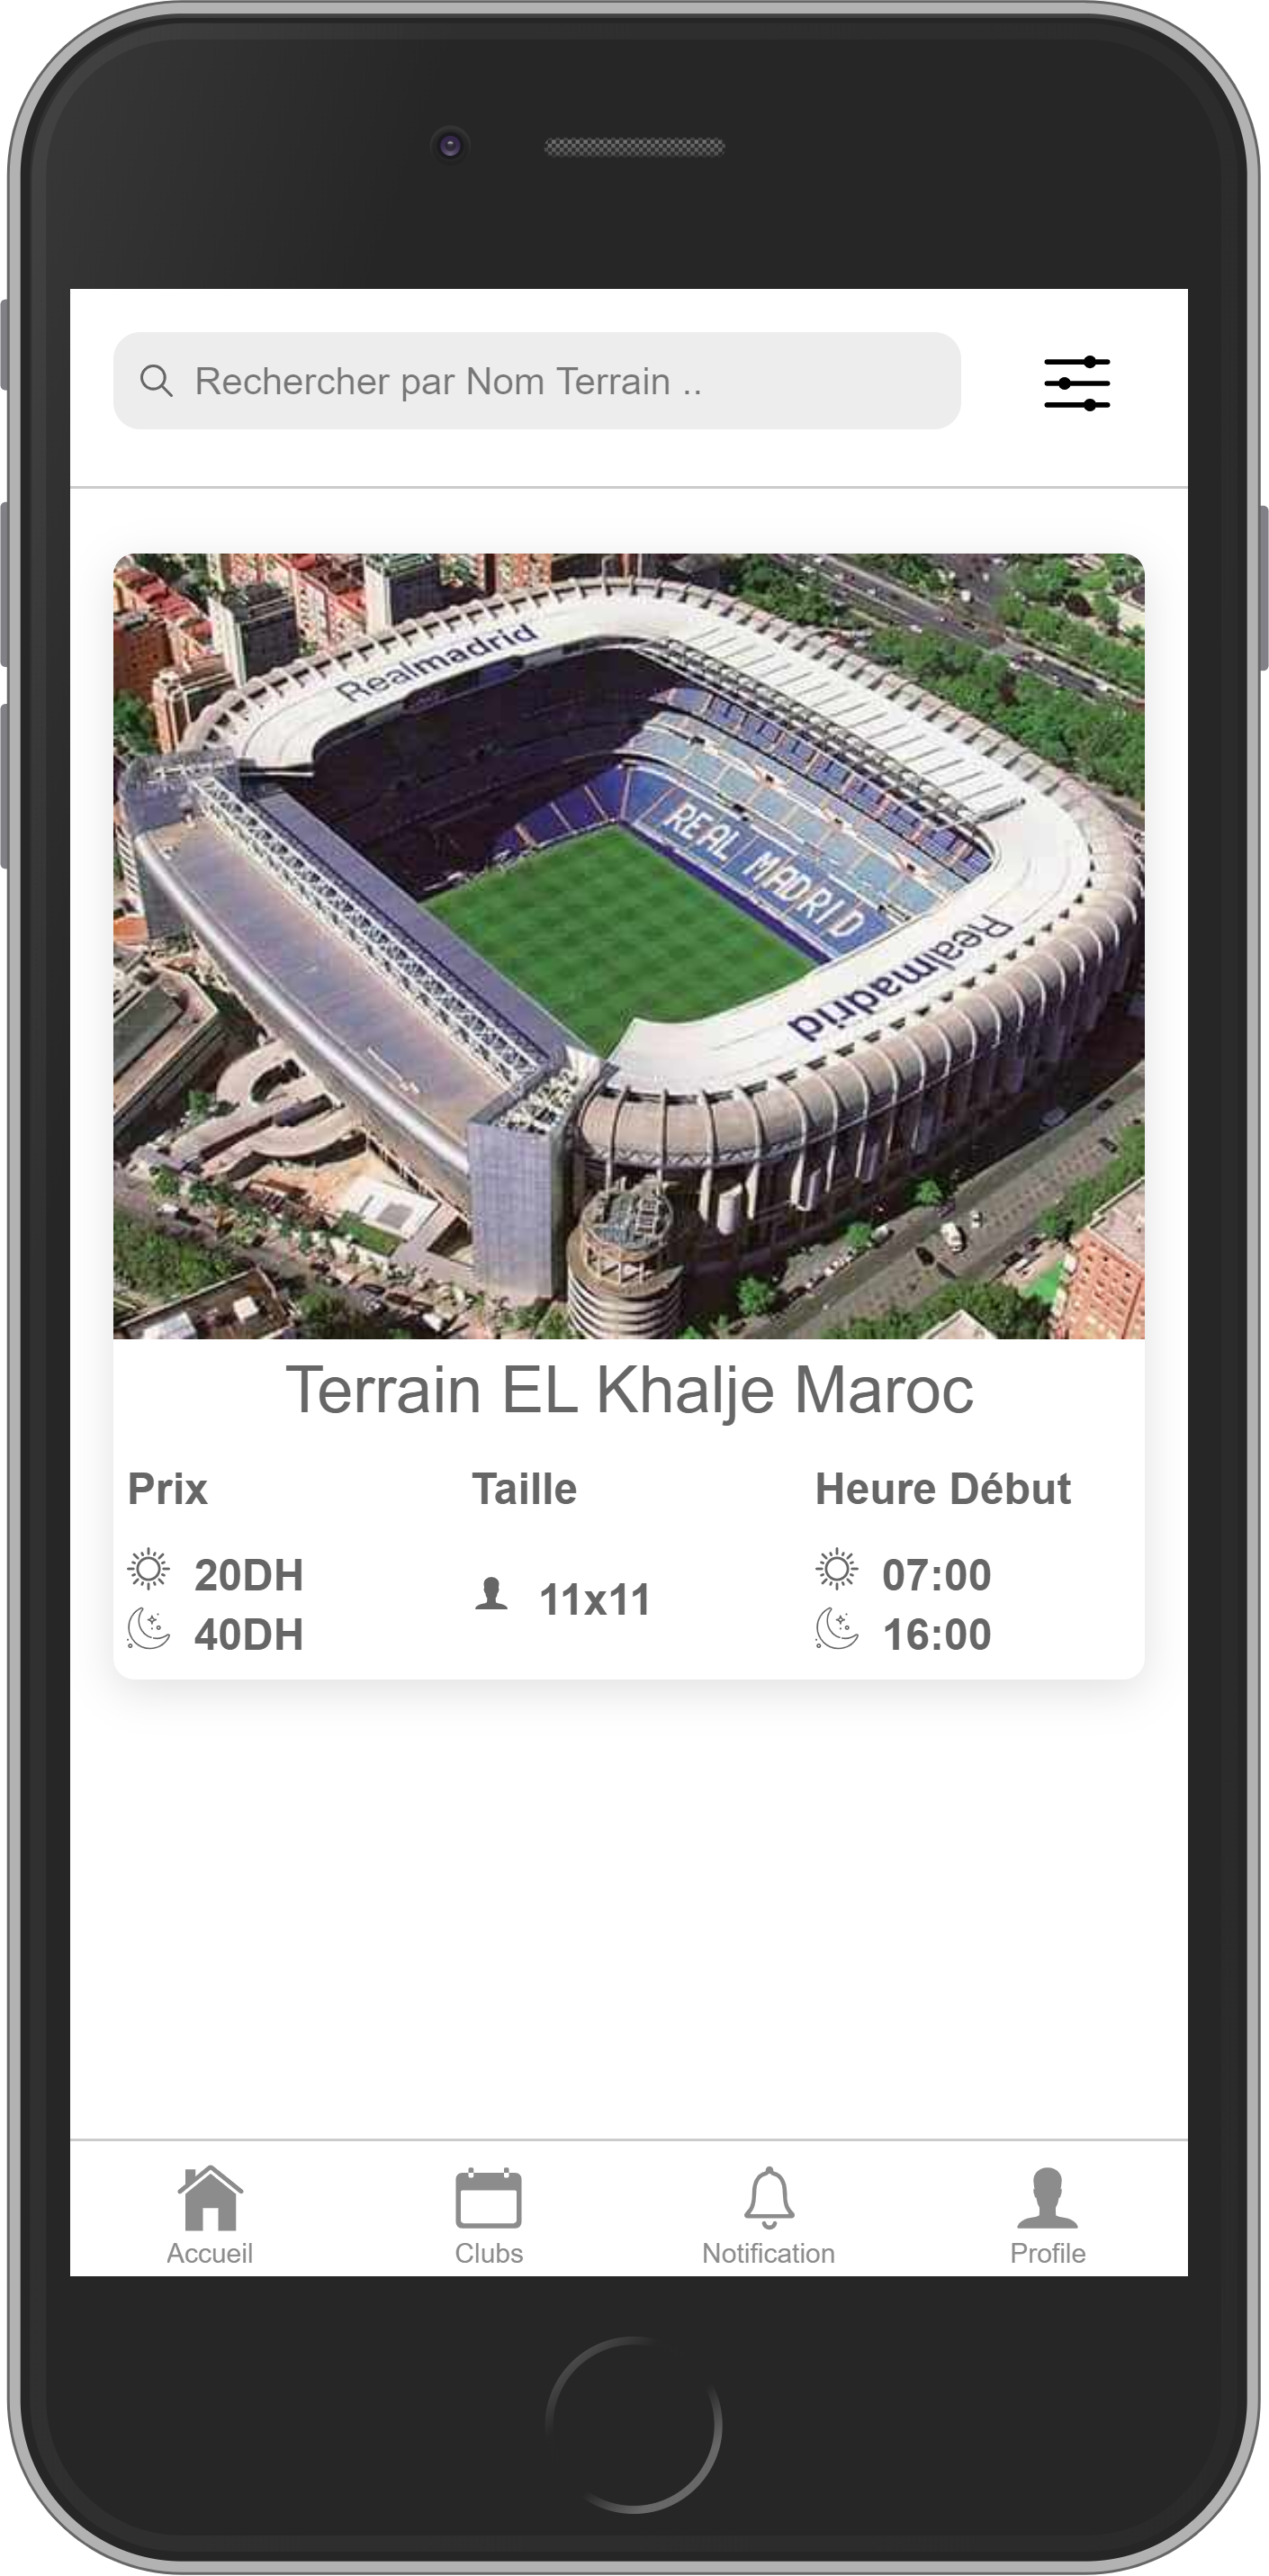 Rechercher par Nom Terrain ..
Realmadrid
REAL MADRID
Realmadrid
Terrain EL Khalje Maroc
Prix Taille Heure Début
20DH 11x11 07:00
40DH 16:00
Accueil Clubs Notification Profile